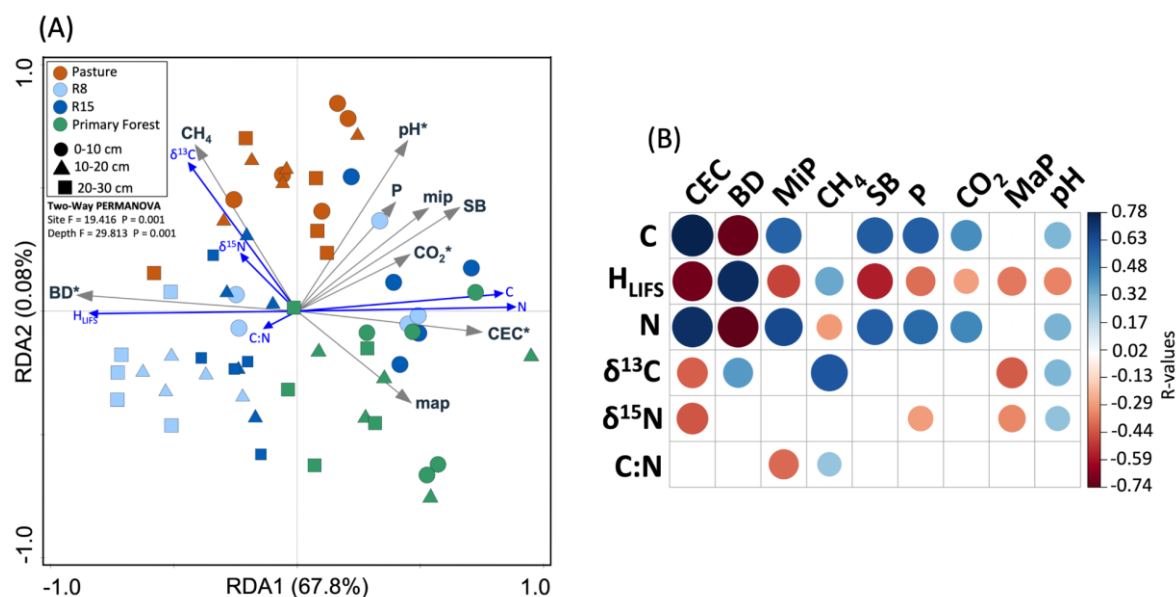 (A)
1.0
Pasture
R8
R15
Primary Forest
0-10 cm
10-20 cm
20-30 cm
Two-Way PERMANOVA
Site F = 19.416 P = 0.001
Depth F = 29.813 P = 0.001
CH₄
δ¹³C
pH*
P
mip
SB
δ¹⁵N
CO₂*
BD*
H_LIFS
C
N
C:N
CEC*
map
RDA2 (0.08%)
-1.0
-1.0
RDA1 (67.8%)
1.0
(B)
CEC
BD
MiP
CH₄
SB
P
CO₂
MaP
pH
C
H_LIFS
N
δ¹³C
δ¹⁵N
C:N
0.78
0.63
0.48
0.33
0.17
0.02
-0.13
-0.29
-0.44
-0.59
-0.74
R-values